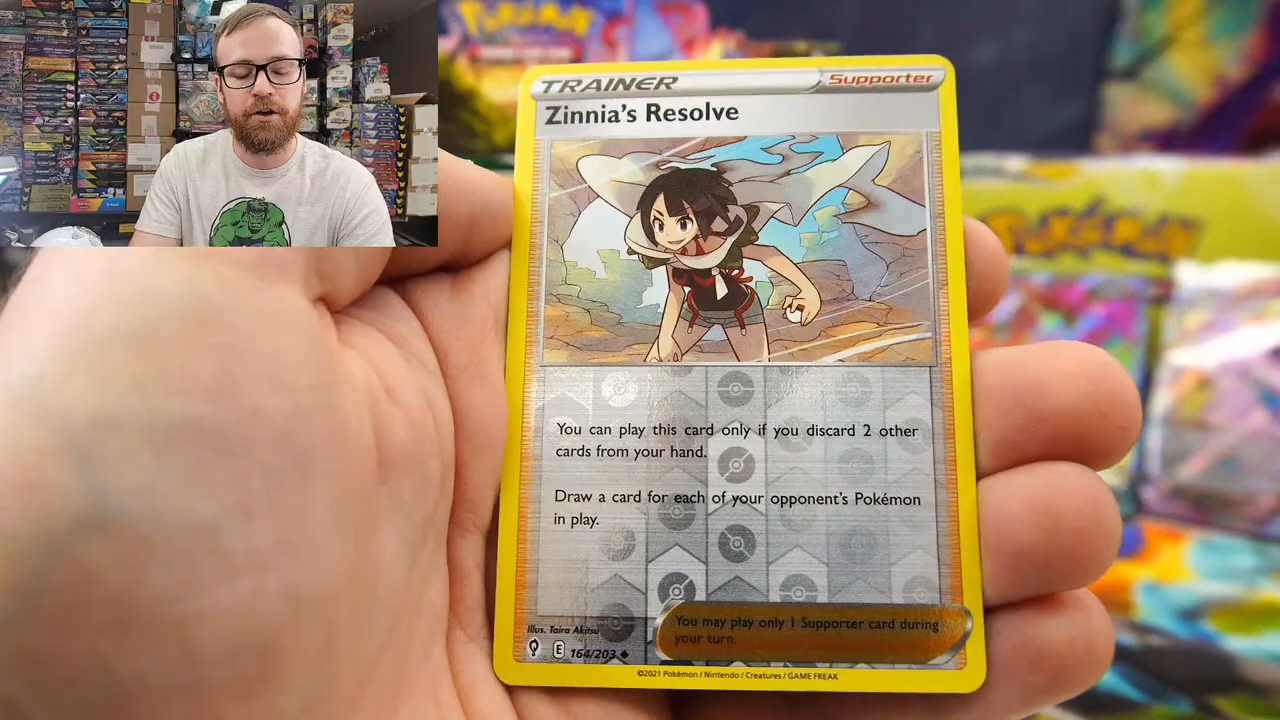 Pokémon
TRAINER
Supporter
Zinnia's Resolve
Pokémon
You can play this card only if you discard 2 other
cards from your hand.
Draw a card for each of your opponent's Pokémon
in play.
You may play only 1 Supporter card during
your turn.
Illus. Taira Akitsu
E 164/203
©2021 Pokémon / Nintendo / Creatures / GAME FREAK